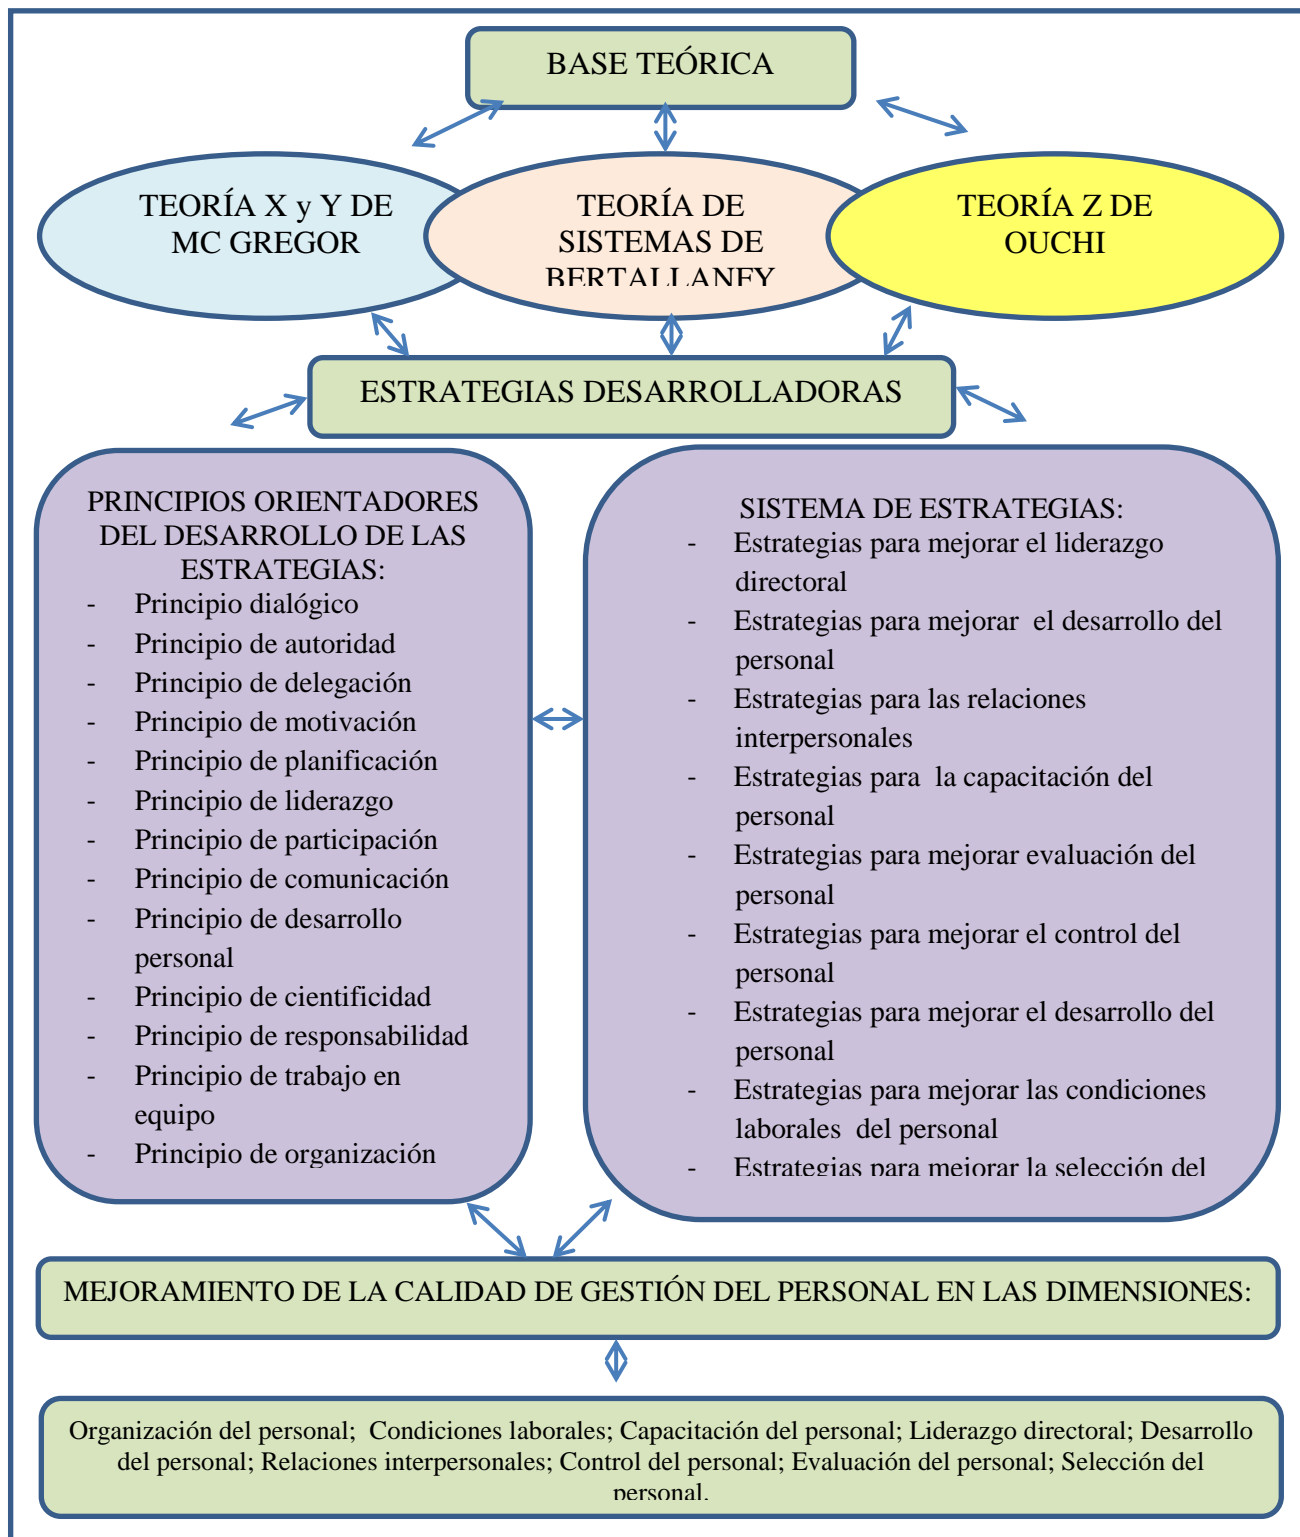 BASE TEÓRICA
TEORÍA X y Y DE
MC GREGOR
TEORÍA DE
SISTEMAS DE
BERTALLANFY
TEORÍA Z DE
OUCHI
ESTRATEGIAS DESARROLLADORAS
PRINCIPIOS ORIENTADORES
DEL DESARROLLO DE LAS
ESTRATEGIAS:
- Principio dialógico
- Principio de autoridad
- Principio de delegación
- Principio de motivación
- Principio de planificación
- Principio de liderazgo
- Principio de participación
- Principio de comunicación
- Principio de desarrollo
personal
- Principio de cientificidad
- Principio de responsabilidad
- Principio de trabajo en
equipo
- Principio de organización
SISTEMA DE ESTRATEGIAS:
- Estrategias para mejorar el liderazgo
directoral
- Estrategias para mejorar el desarrollo del
personal
- Estrategias para las relaciones
interpersonales
- Estrategias para la capacitación del
personal
- Estrategias para mejorar evaluación del
personal
- Estrategias para mejorar el control del
personal
- Estrategias para mejorar el desarrollo del
personal
- Estrategias para mejorar las condiciones
laborales del personal
- Estrategias para mejorar la selección del
MEJORAMIENTO DE LA CALIDAD DE GESTIÓN DEL PERSONAL EN LAS DIMENSIONES:
Organización del personal; Condiciones laborales; Capacitación del personal; Liderazgo directoral; Desarrollo
del personal; Relaciones interpersonales; Control del personal; Evaluación del personal; Selección del
personal.